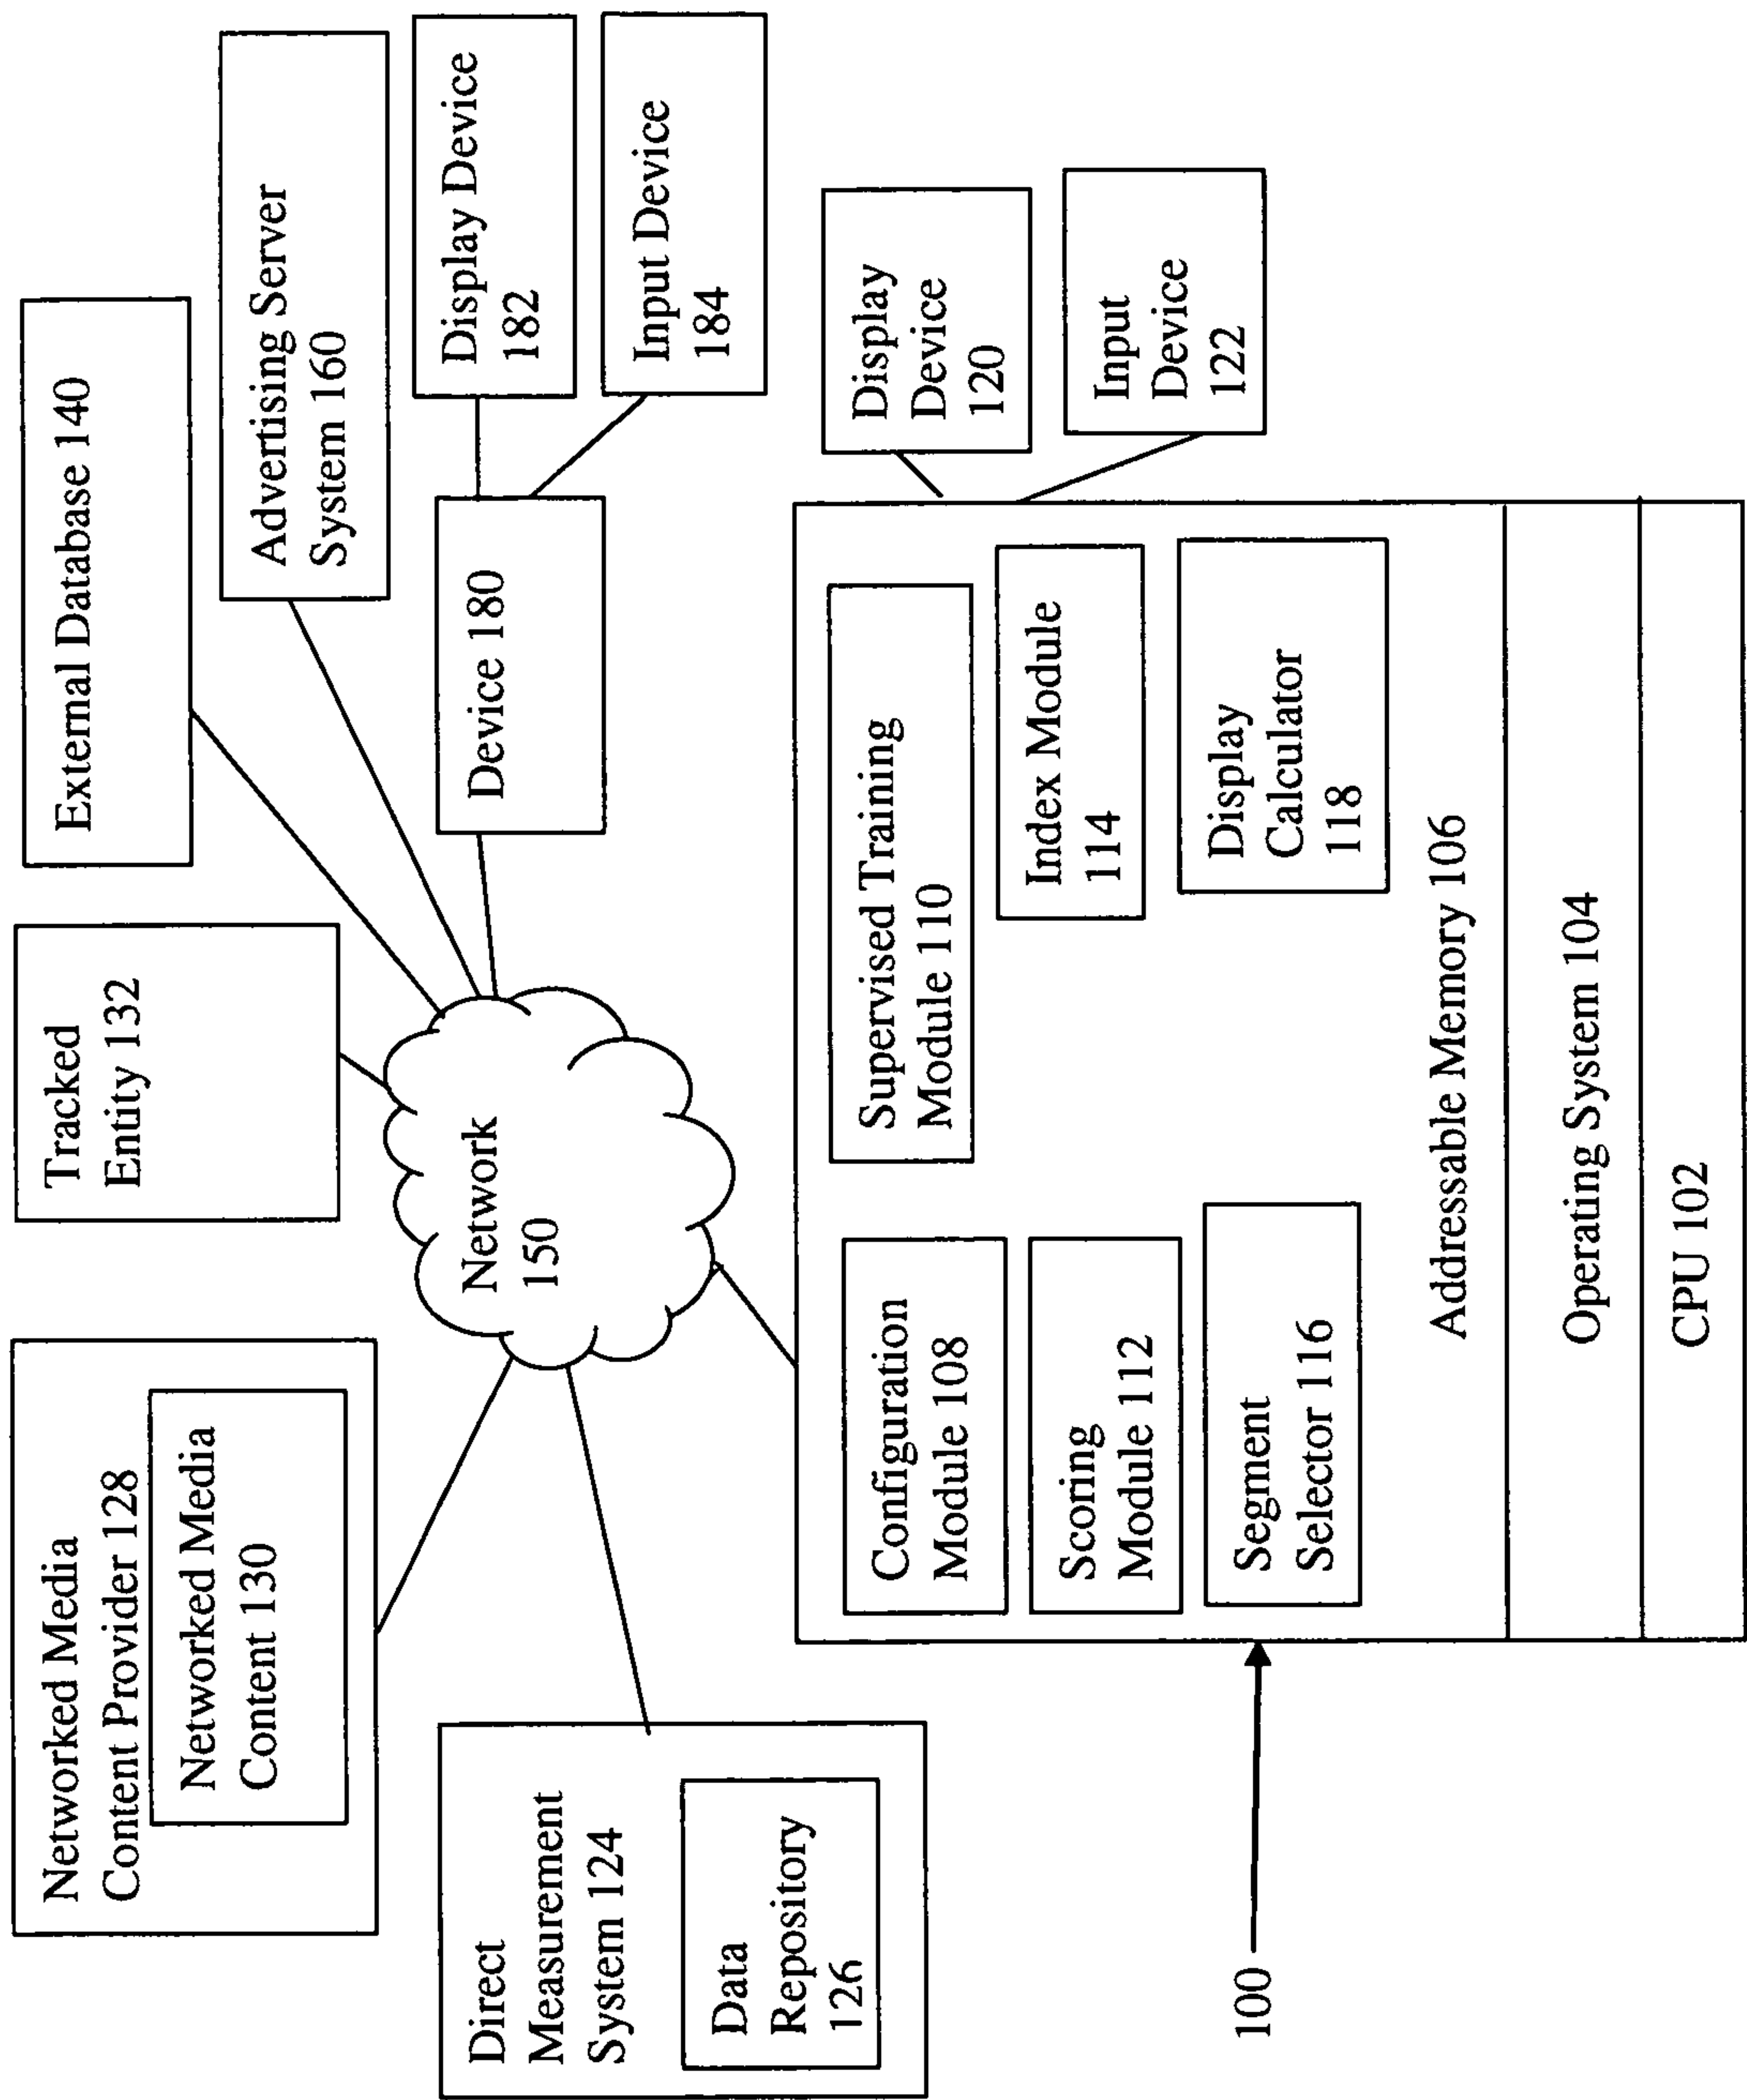 Networked Media
Content Provider 128
Networked Media
Content 130
Tracked
Entity 132
External Database 140
Advertising Server
System 160
Direct
Measurement
System 124
Data
Repository
126
Network
150
Device 180
Display Device
182
Input Device
184
100
Configuration
Module 108
Supervised Training
Module 110
Scoring
Module 112
Index Module
114
Segment
Selector 116
Display
Calculator
118
Addressable Memory 106
Operating System 104
CPU 102
Display
Device
120
Input
Device
122